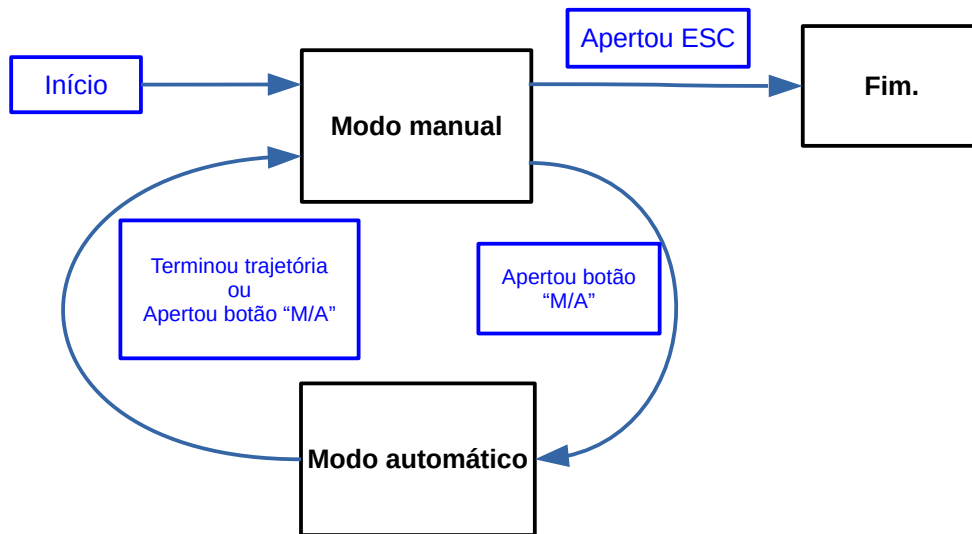 Apertou ESC
Início
Fim.
Modo manual
Terminou trajetória
ou
Apertou botão “M/A”
Apertou botão
“M/A”
Modo automático